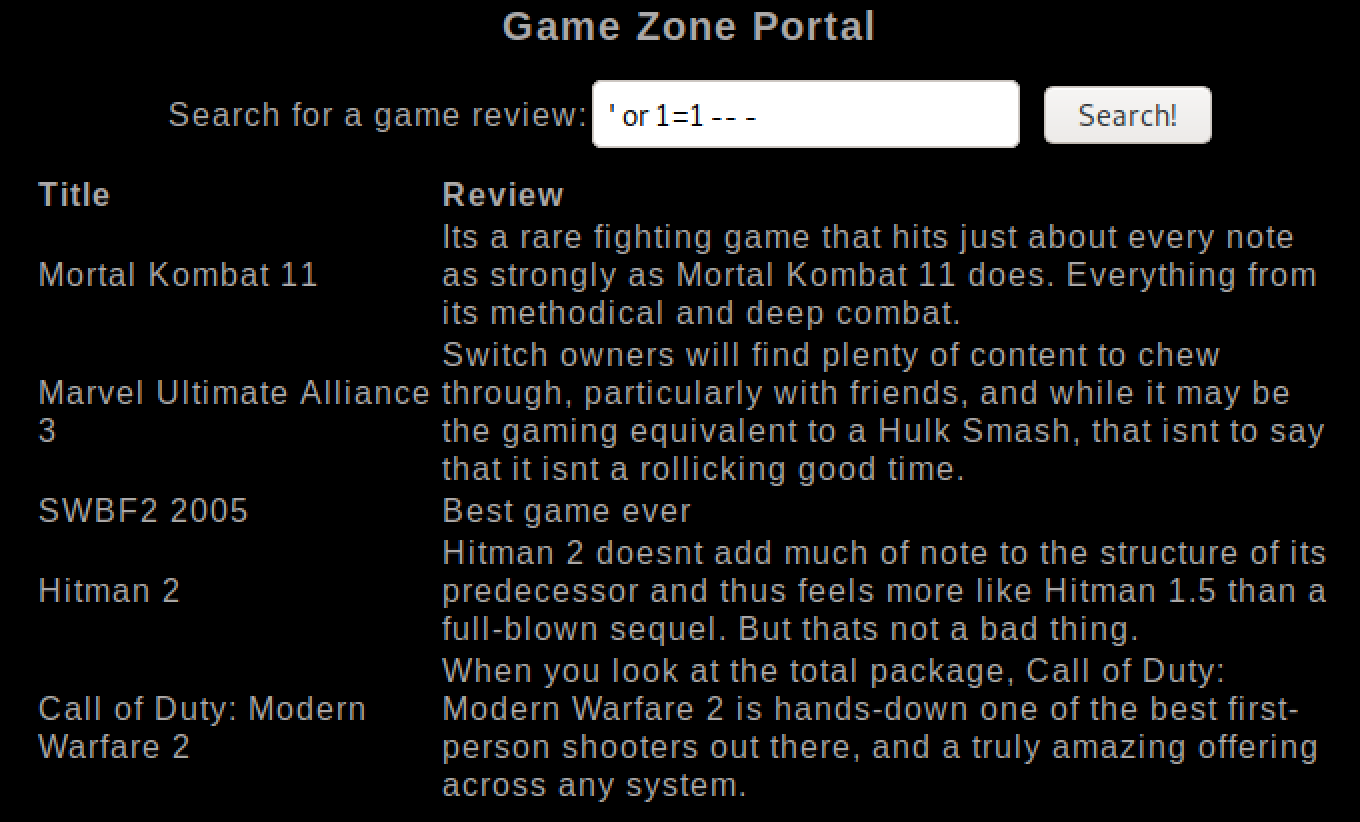 Game Zone Portal
Search for a game review: ' or 1=1 -- - Search!
Title Review
Its a rare fighting game that hits just about every note
Mortal Kombat 11 as strongly as Mortal Kombat 11 does. Everything from
its methodical and deep combat.
Switch owners will find plenty of content to chew
Marvel Ultimate Alliance through, particularly with friends, and while it may be
3 the gaming equivalent to a Hulk Smash, that isnt to say
that it isnt a rollicking good time.
SWBF2 2005 Best game ever
Hitman 2 doesnt add much of note to the structure of its
Hitman 2 predecessor and thus feels more like Hitman 1.5 than a
full-blown sequel. But thats not a bad thing.
When you look at the total package, Call of Duty:
Call of Duty: Modern Modern Warfare 2 is hands-down one of the best first-
Warfare 2 person shooters out there, and a truly amazing offering
across any system.